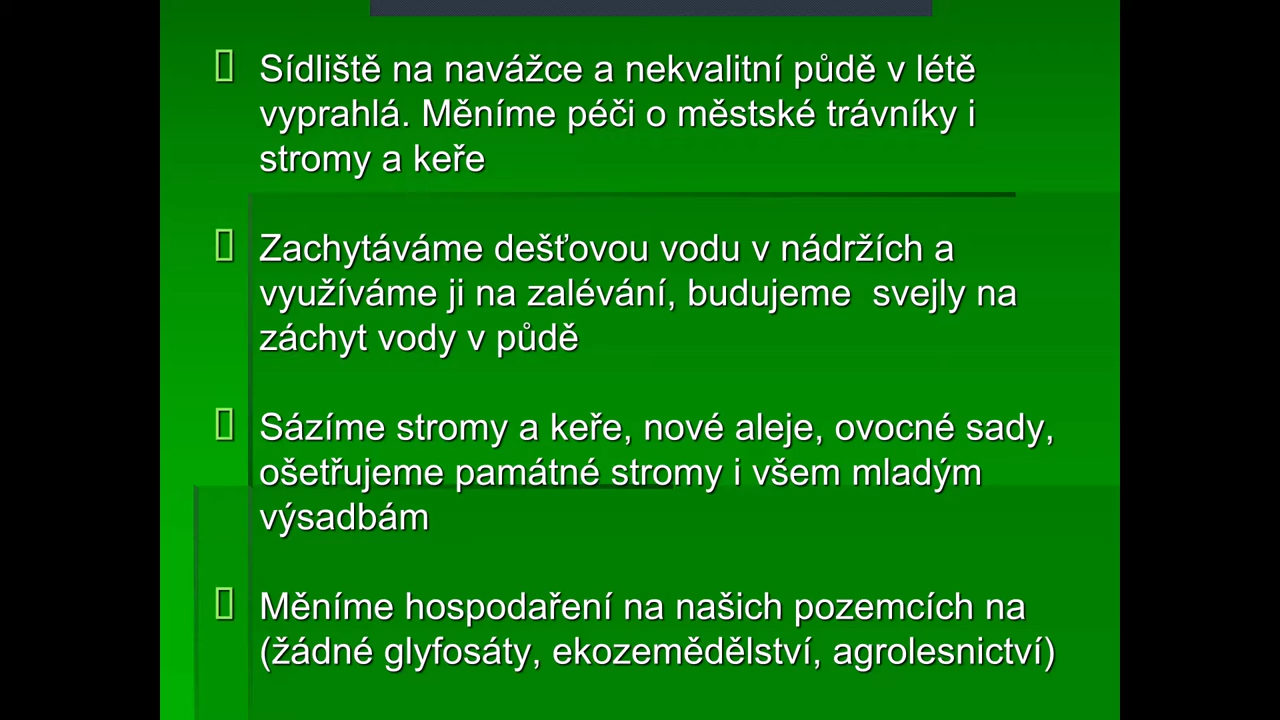 Sídliště na navážce a nekvalitní půdě v létě
vyprahlá. Měníme péči o městské trávníky i
stromy a keře
Zachytáváme dešťovou vodu v nádržích a
využíváme ji na zalévání, budujeme  svejly na
záchyt vody v půdě
Sázíme stromy a keře, nové aleje, ovocné sady,
ošetřujeme památné stromy i všem mladým
výsadbám
Měníme hospodaření na našich pozemcích na
(žádné glyfosáty, ekozemědělství, agrolesnictví)